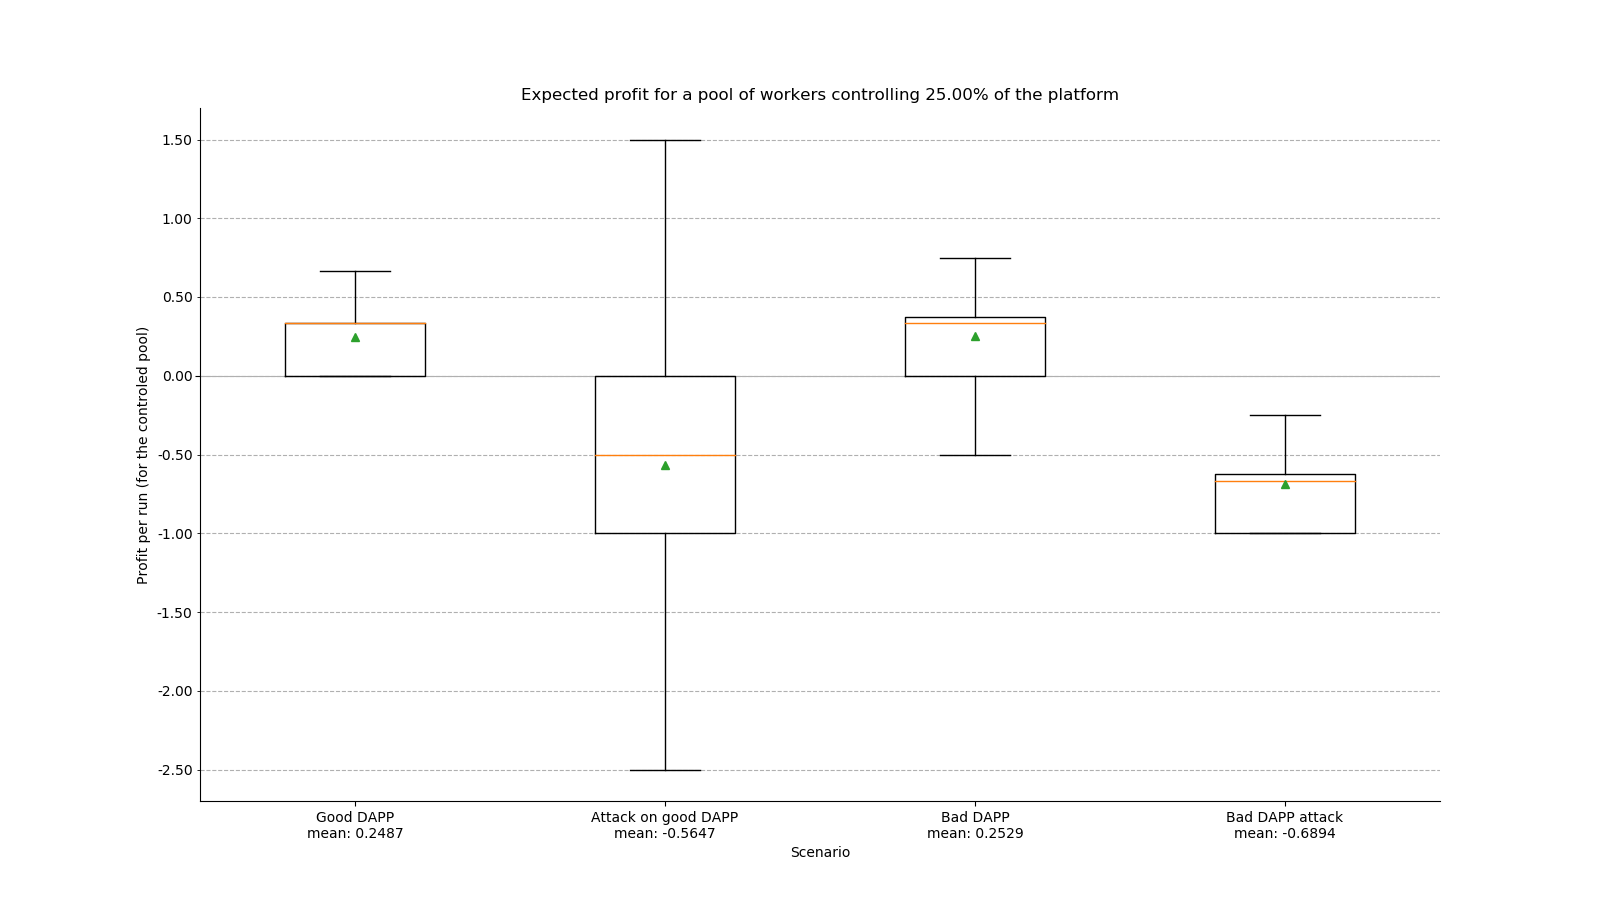 Expected profit for a pool of workers controlling 25.00% of the platform
Profit per run (for the controled pool)
1.50
1.00
0.50
0.00
-0.50
-1.00
-1.50
-2.00
-2.50
Good DAPP
mean: 0.2487
Attack on good DAPP
mean: -0.5647
Bad DAPP
mean: 0.2529
Bad DAPP attack
mean: -0.6894
Scenario